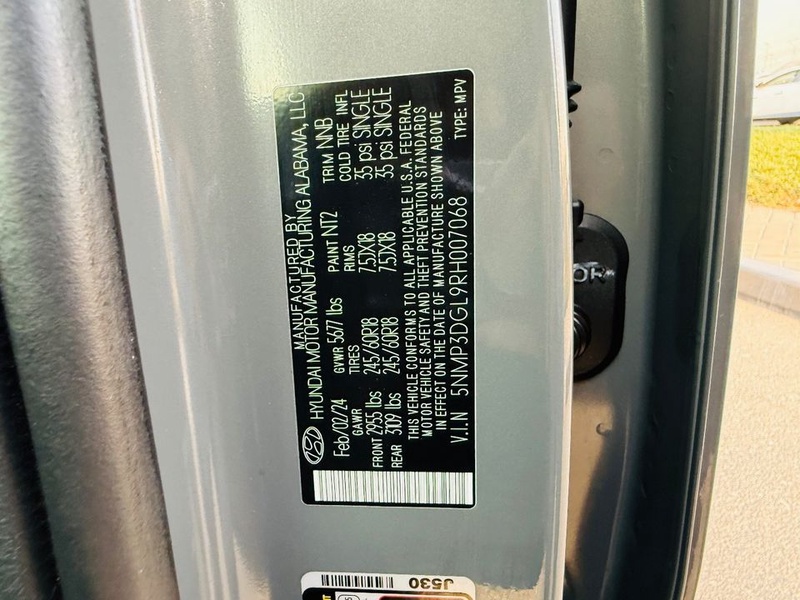 MANUFACTURED BY
HYUNDAI MOTOR MANUFACTURING ALABAMA, LLC
Feb/02/24 GVWR 5677 lbs PAINT NT2 TRIM NNB
GAWR TIRES RIMS COLD TIRE INFL
FRONT 2955 lbs 245/60R18 7.5JX18 35 psi SINGLE
REAR 3109 lbs 245/60R18 7.5JX18 35 psi SINGLE
THIS VEHICLE CONFORMS TO ALL APPLICABLE U.S.A. FEDERAL
MOTOR VEHICLE SAFETY AND THEFT PREVENTION STANDARDS
IN EFFECT ON THE DATE OF MANUFACTURE SHOWN ABOVE
V.I.N 5NMP3DGL9RH007068 TYPE: MPV
J530